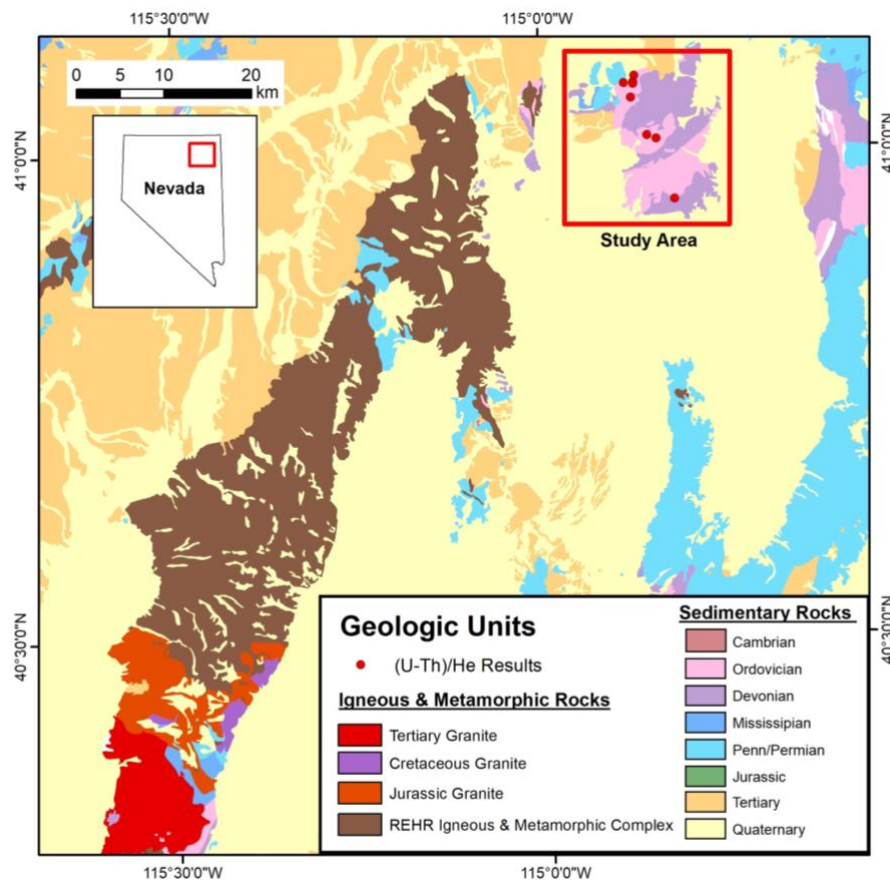 115°30'0"W 115°0'0"W
0 5 10 20
km
Nevada
41°0'0"N
41°0'0"N
Study Area
40°30'0"N
40°30'0"N
Geologic Units
(U-Th)/He Results
Igneous & Metamorphic Rocks
Tertiary Granite
Cretaceous Granite
Jurassic Granite
REHR Igneous & Metamorphic Complex
Sedimentary Rocks
Cambrian
Ordovician
Devonian
Mississipian
Penn/Permian
Jurassic
Tertiary
Quaternary
115°30'0"W 115°0'0"W